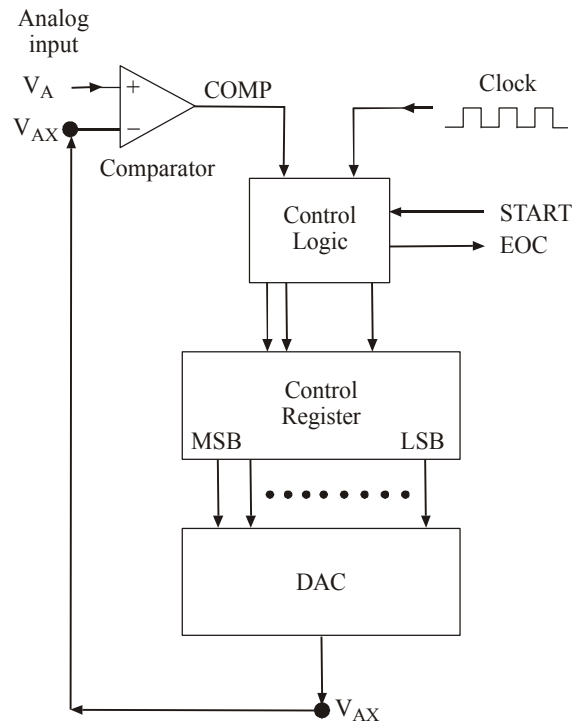 Analog
input
V_A
+
COMP
Clock
V_AX
−
Comparator
Control
Logic
START
EOC
Control
Register
MSB
LSB
DAC
V_AX